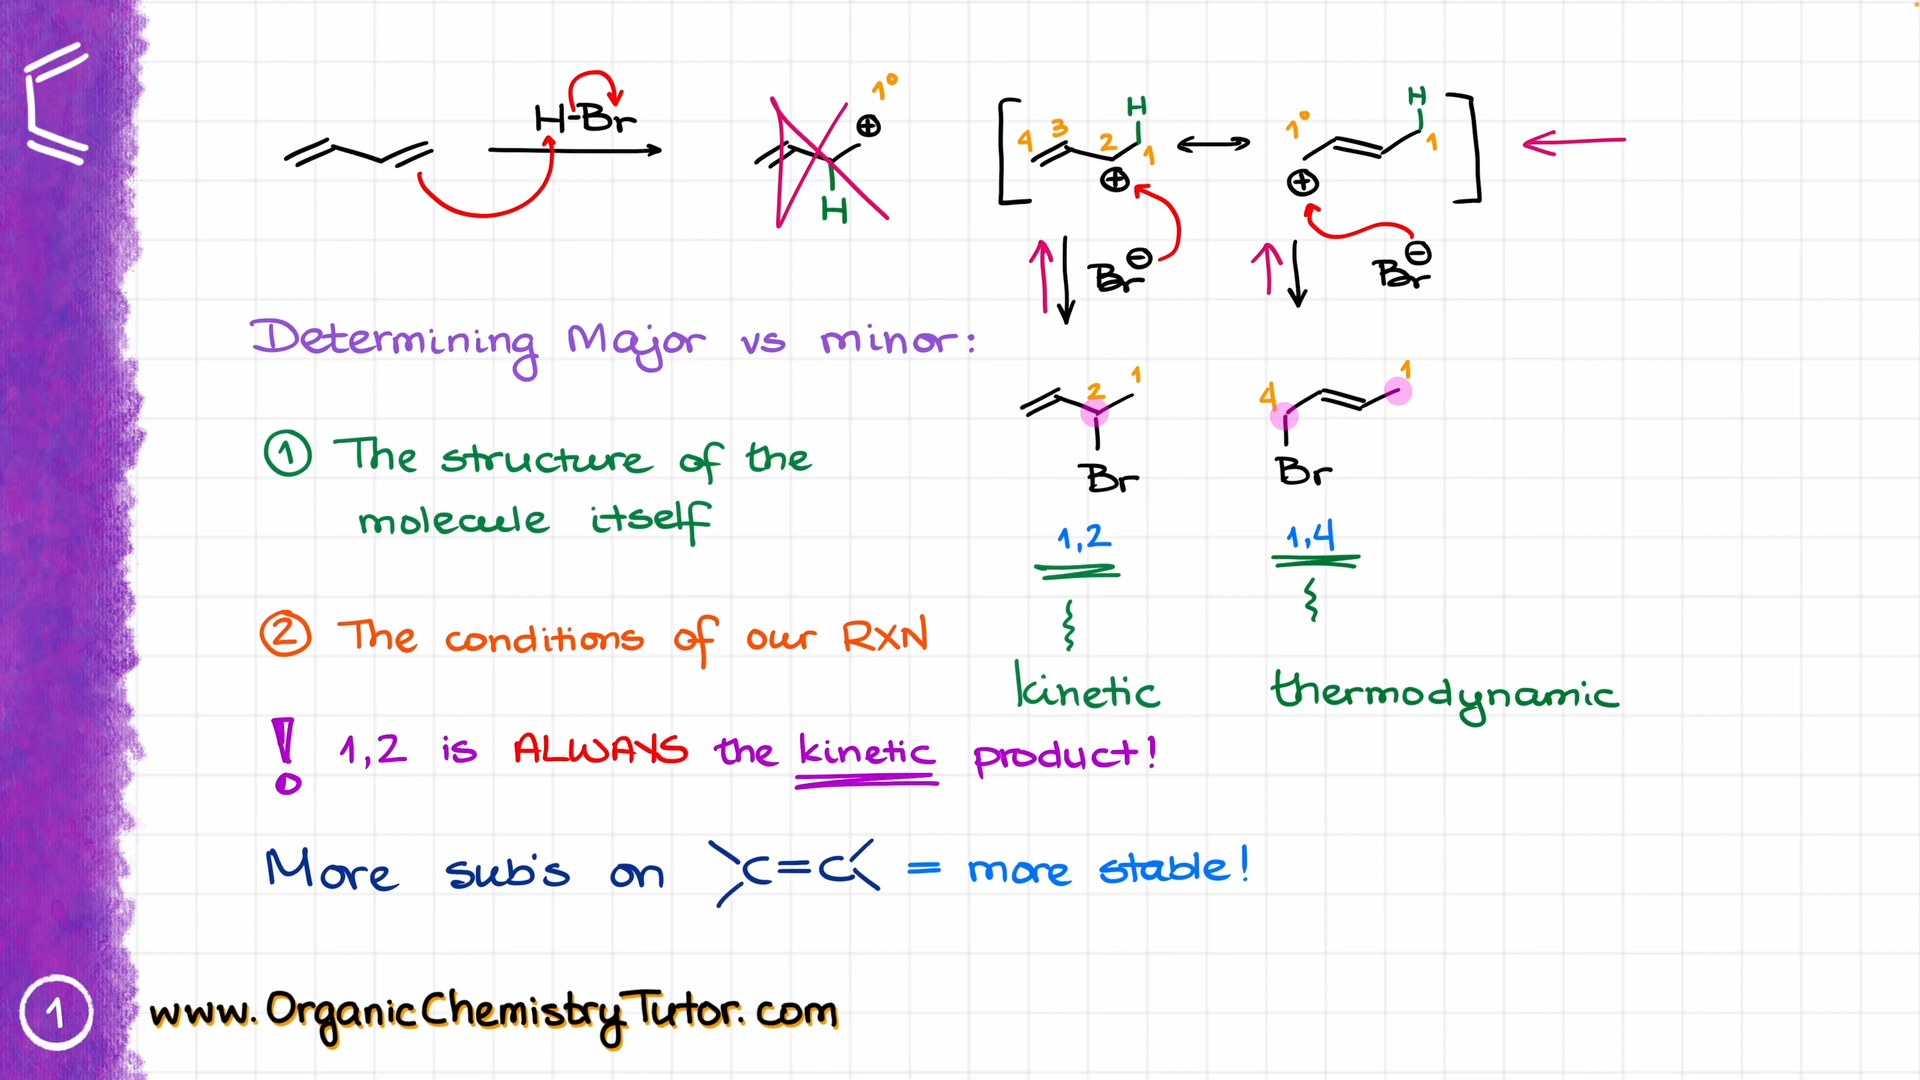 H-Br
⊕ 1°
H
4 3 2 1 H
⊕
1° 1 H
⊕
Br⊖
Br⊖
Determining Major vs minor:
2 1
Br
4 1
Br
① The structure of the
molecule itself
1,2
1,4
② The conditions of our RXN
kinetic
thermodynamic
! 1,2 is ALWAYS the kinetic product!
More sub's on C=C = more stable!
1
www.OrganicChemistryTutor.com